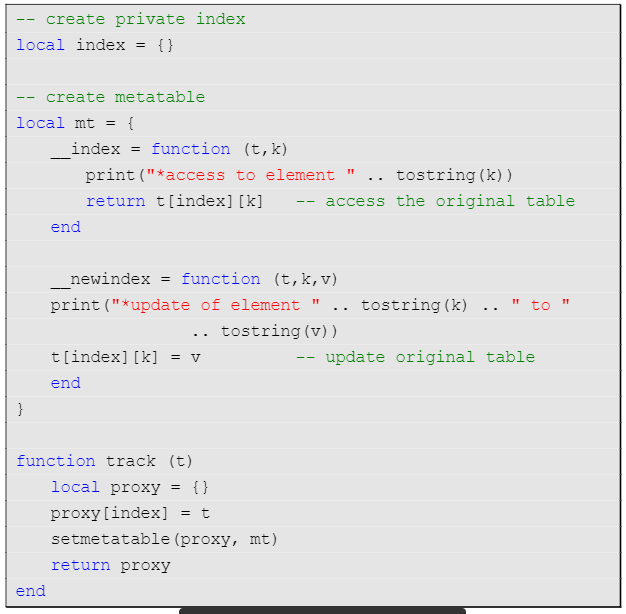 -- create private index
local index = {}
-- create metatable
local mt = {
__index = function (t,k)
print("*access to element " .. tostring(k))
return t[index][k]   -- access the original table
end
__newindex = function (t,k,v)
print("*update of element " .. tostring(k) .. " to "
.. tostring(v))
t[index][k] = v          -- update original table
end
}
function track (t)
local proxy = {}
proxy[index] = t
setmetatable(proxy, mt)
return proxy
end